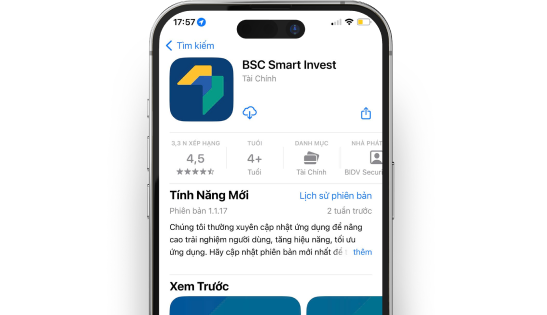 17:57
Tìm kiếm
BSC Smart Invest
Tài Chính
3,3 N XẾP HẠNG
TUỔI
DANH MỤC
NHÀ PHÁT
4,5
4+
Tuổi
Tài Chính
BIDV Secur
Tính Năng Mới
Lịch sử phiên bản
Phiên bản 1.1.17
2 tuần trước
Chúng tôi thường xuyên cập nhật ứng dụng để nâng
cao trải nghiệm người dùng, tăng hiệu năng, tối ưu
ứng dụng. Hãy cập nhật phiên bản mới nhất để
thêm
Xem Trước